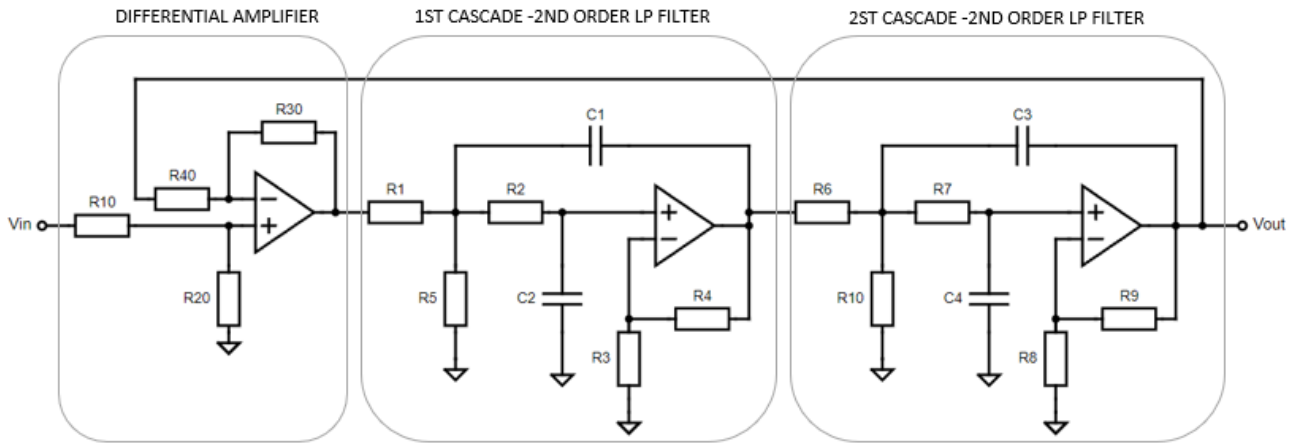 DIFFERENTIAL AMPLIFIER
1ST CASCADE -2ND ORDER LP FILTER
2ST CASCADE -2ND ORDER LP FILTER
R30
C1
C3
R40
R1
R2
R6
R7
R10
Vin
Vout
R20
R5
C2
R4
R10
C4
R9
R3
R8